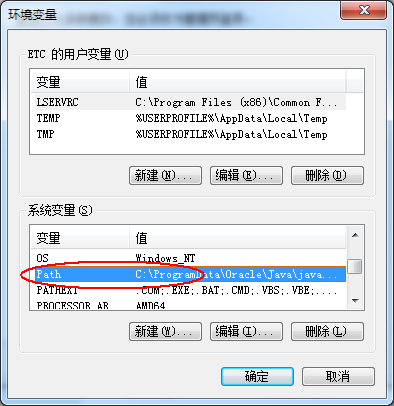 环境变量
ETC 的用户变量(U)
变量 值
LSERVRC C:\Program Files (x86)\Common F...
TEMP %USERPROFILE%\AppData\Local\Temp
TMP %USERPROFILE%\AppData\Local\Temp
新建(N)... 编辑(E)... 删除(D)
系统变量(S)
变量 值
OS Windows_NT
Path C:\ProgramData\Oracle\Java\java...
PATHEXT .COM;.EXE;.BAT;.CMD;.VBS;.VBE;....
PROCESSOR_AR AMD64
新建(W)... 编辑(I)... 删除(L)
确定 取消